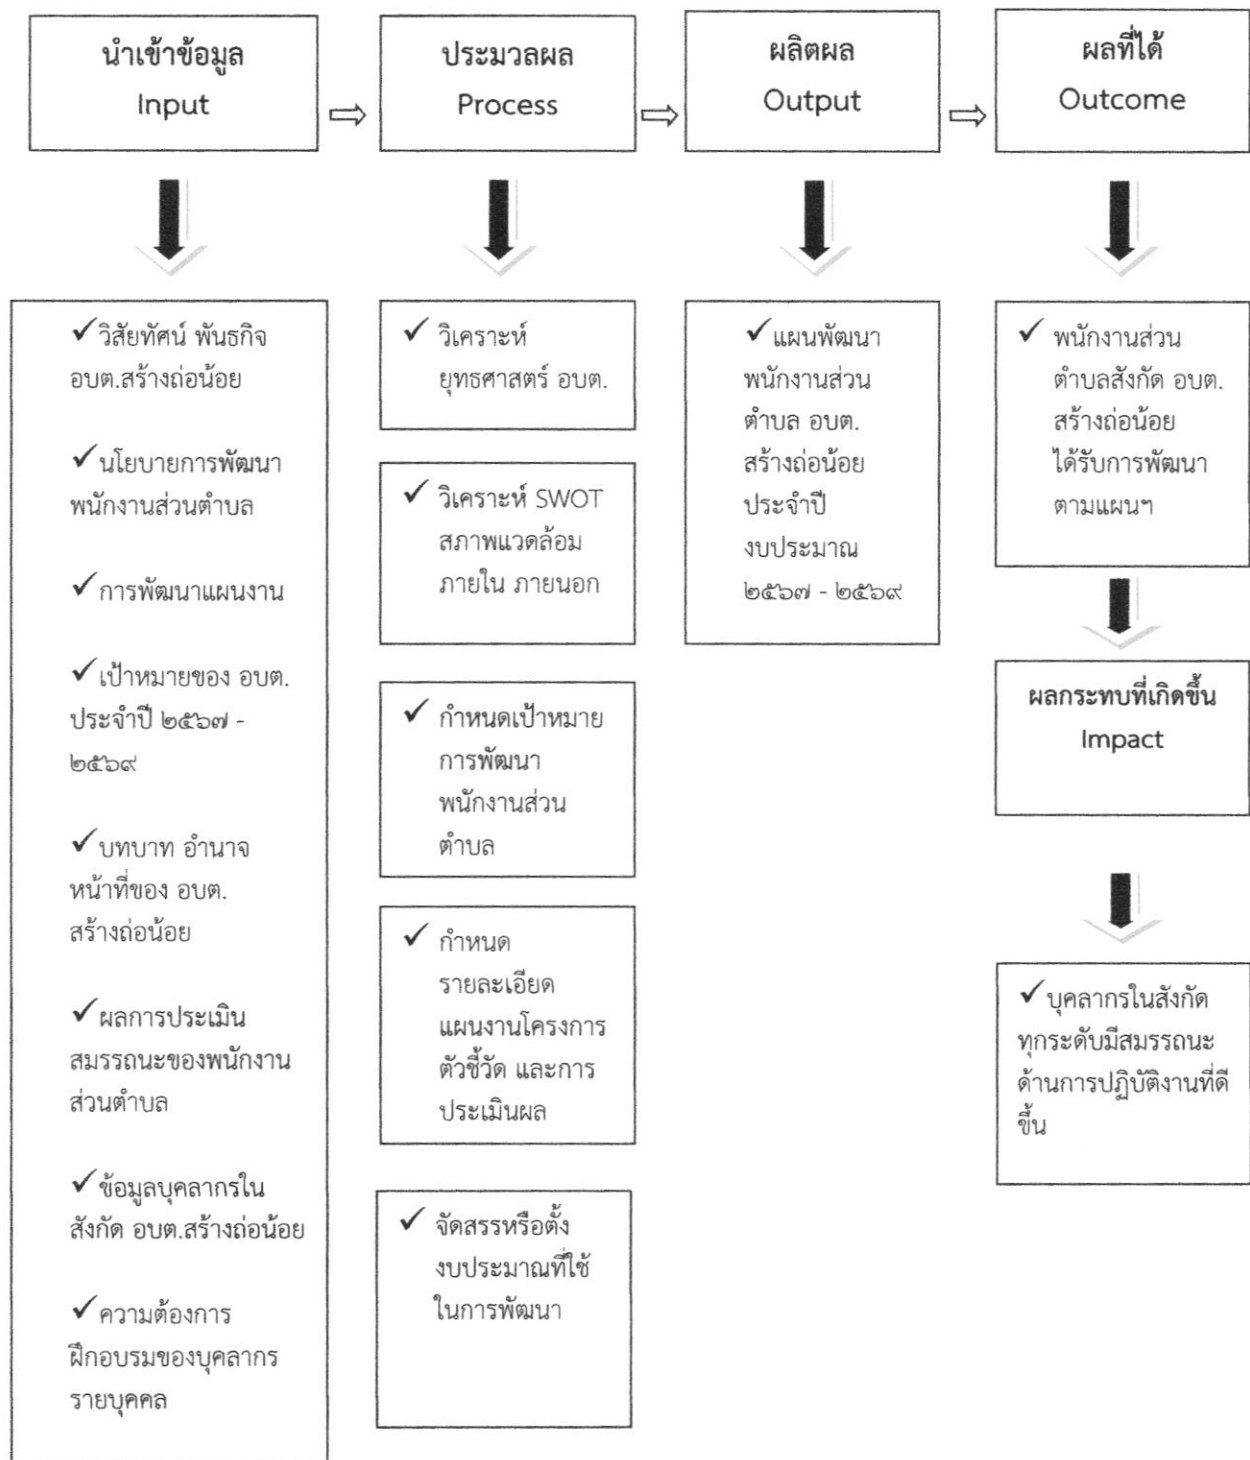 นำเข้าข้อมูล
Input
ประมวลผล
Process
ผลิตผล
Output
ผลที่ได้
Outcome
✓วิสัยทัศน์ พันธกิจ
อบต.สร้างถ่อน้อย
✓นโยบายการพัฒนา
พนักงานส่วนตำบล
✓การพัฒนาแผนงาน
✓เป้าหมายของ อบต.
ประจำปี ๒๕๖๗ -
๒๕๖๙
✓บทบาท อำนาจ
หน้าที่ของ อบต.
สร้างถ่อน้อย
✓ผลการประเมิน
สมรรถนะของพนักงาน
ส่วนตำบล
✓ข้อมูลบุคลากรใน
สังกัด อบต.สร้างถ่อน้อย
✓ความต้องการ
ฝึกอบรมของบุคลากร
รายบุคคล
✓ วิเคราะห์
ยุทธศาสตร์ อบต.
✓ วิเคราะห์ SWOT
สภาพแวดล้อม
ภายใน ภายนอก
✓ กำหนดเป้าหมาย
การพัฒนา
พนักงานส่วน
ตำบล
✓ กำหนด
รายละเอียด
แผนงานโครงการ
ตัวชี้วัด และการ
ประเมินผล
✓ จัดสรรหรือตั้ง
งบประมาณที่ใช้
ในการพัฒนา
✓แผนพัฒนา
พนักงานส่วน
ตำบล อบต.
สร้างถ่อน้อย
ประจำปี
งบประมาณ
๒๕๖๗ - ๒๕๖๙
✓ พนักงานส่วน
ตำบลสังกัด อบต.
สร้างถ่อน้อย
ได้รับการพัฒนา
ตามแผนฯ
ผลกระทบที่เกิดขึ้น
Impact
✓บุคลากรในสังกัด
ทุกระดับมีสมรรถนะ
ด้านการปฏิบัติงานที่ดี
ขึ้น